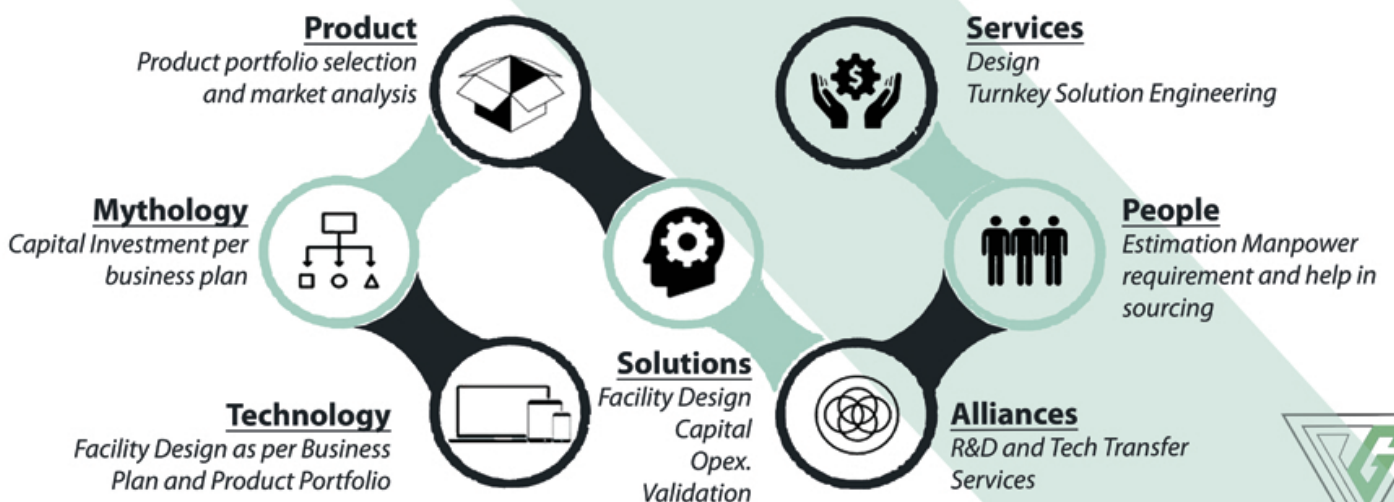 Product
Product portfolio selection
and market analysis
Services
Design
Turnkey Solution Engineering
Mythology
Capital Investment per
business plan
People
Estimation Manpower
requirement and help in
sourcing
Technology
Facility Design as per Business
Plan and Product Portfolio
Solutions
Facility Design
Capital
Opex.
Validation
Alliances
R&D and Tech Transfer
Services
$